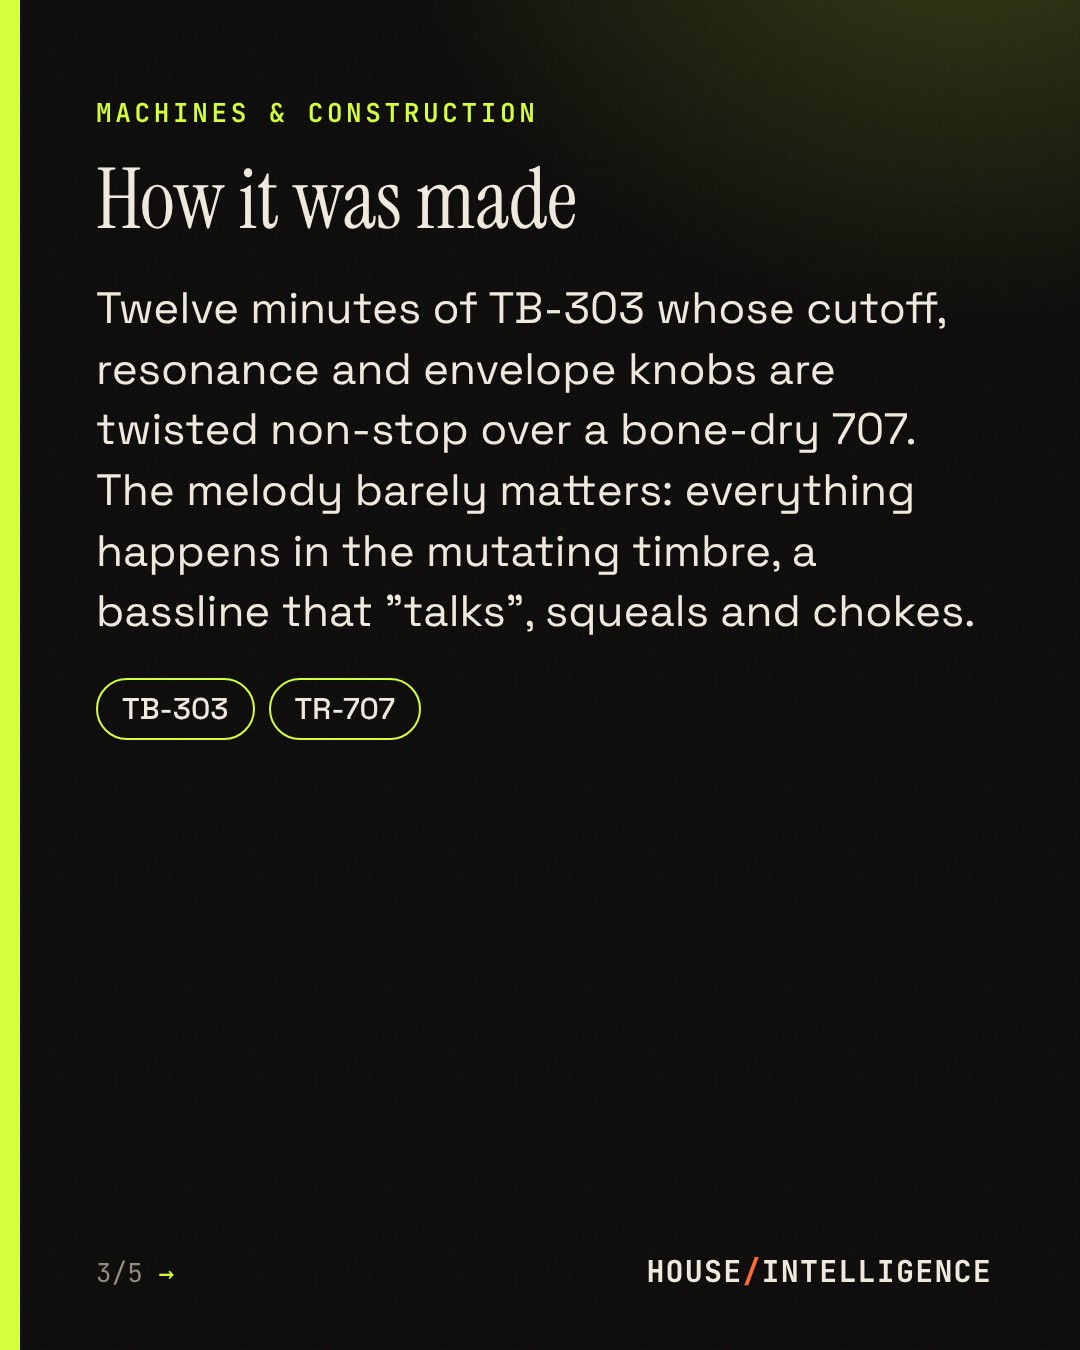 MACHINES & CONSTRUCTION
How it was made
Twelve minutes of TB-303 whose cutoff,
resonance and envelope knobs are
twisted non-stop over a bone-dry 707.
The melody barely matters: everything
happens in the mutating timbre, a
bassline that ”talks”, squeals and chokes.
TB-303 TR-707
3/5 →
HOUSE/INTELLIGENCE